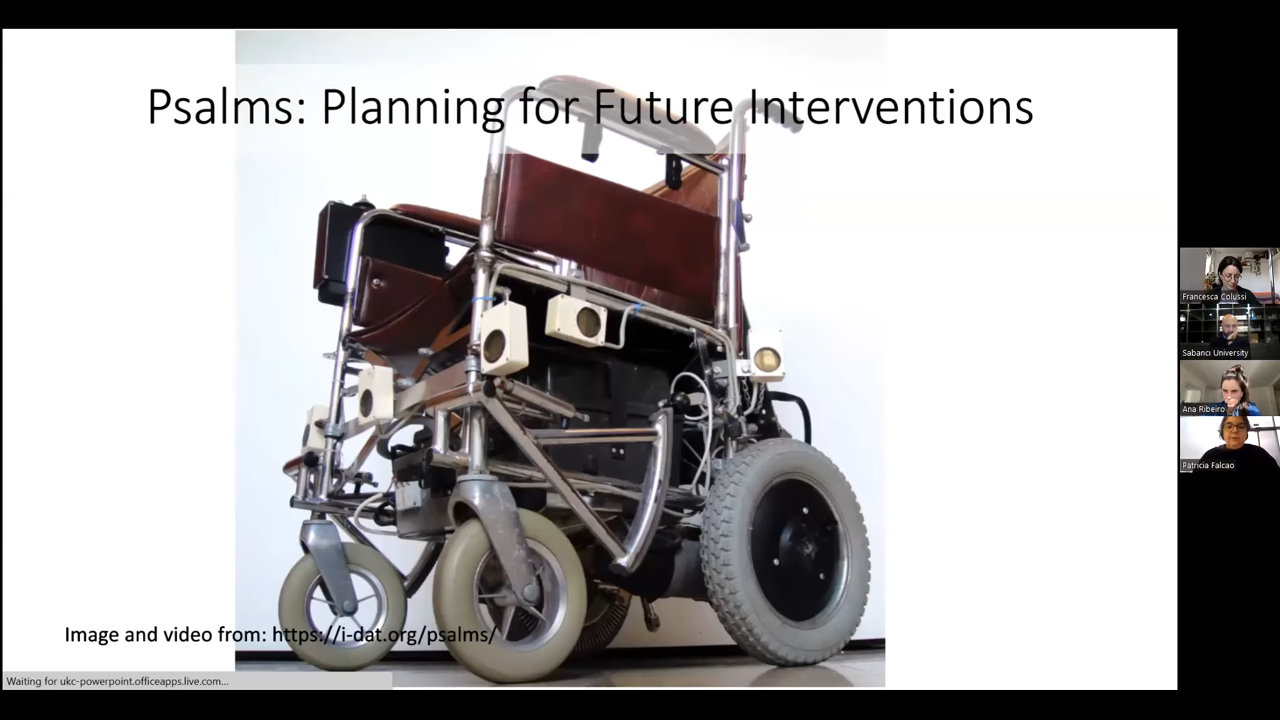 Psalms: Planning for Future Interventions
Image and video from: https://i-dat.org/psalms/
Waiting for ukc-powerpoint.officeapps.live.com...
Francesca Colussi
Sabancı University
Ana Ribeiro
Patricia Falcao